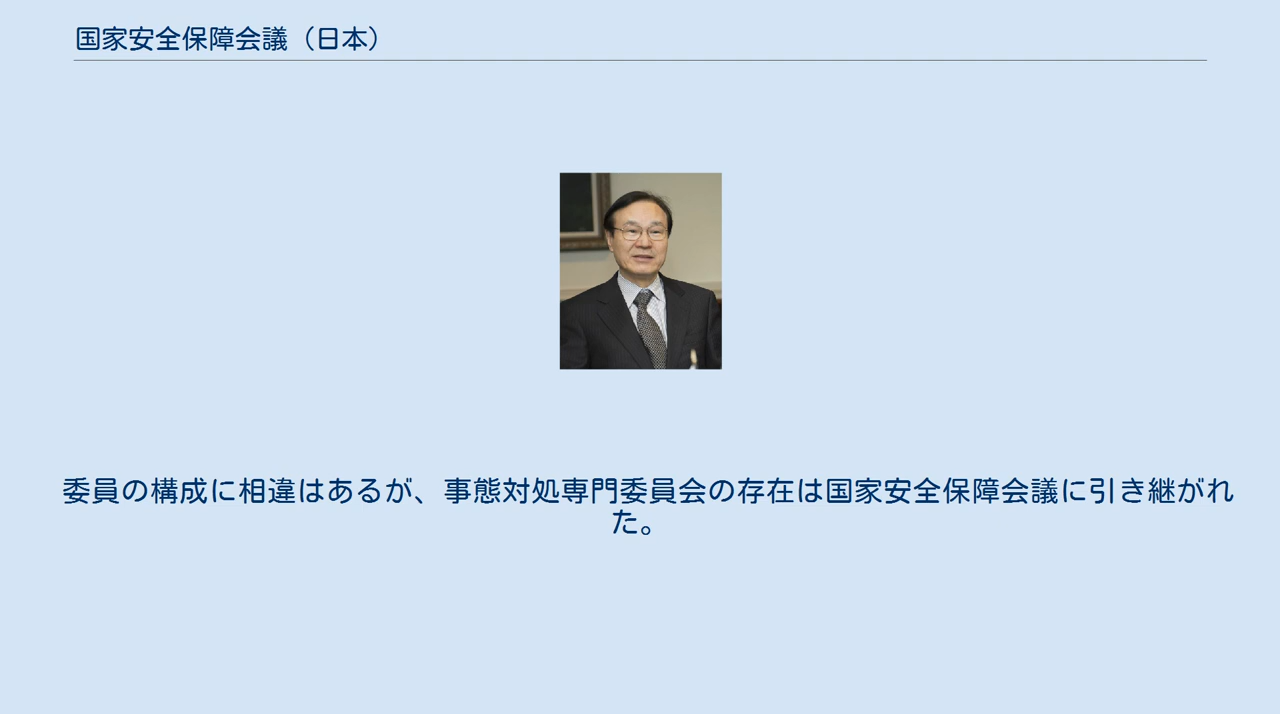 国家安全保障会議（日本）
委員の構成に相違はあるが、事態対処専門委員会の存在は国家安全保障会議に引き継がれ
た。